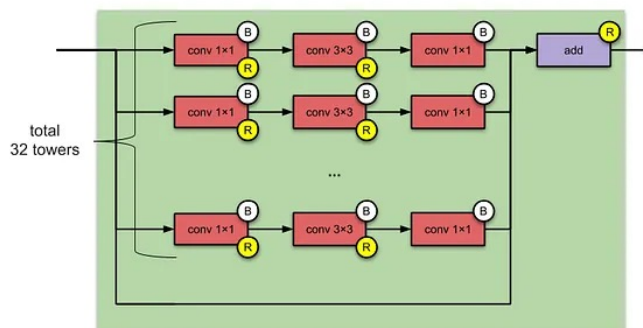 B B B R
conv 1×1 conv 3×3 conv 1×1 add
R R
B B B
conv 1×1 conv 3×3 conv 1×1
R R
total
32 towers
...
B B B
conv 1×1 conv 3×3 conv 1×1
R R